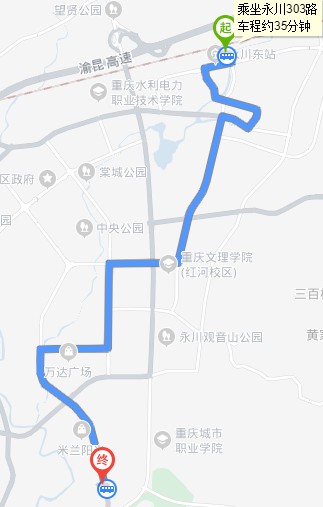 望贤公园
乘坐永川303路
车程约35分钟
起
川东站
渝昆高速
重庆水利电力
职业技术学院
棠城公园
区政府
园
中央公园
重庆文理学院
(红河校区)
三百
永川观音山公园
黄
万达广场
米兰阳
重庆城市
职业学院
终